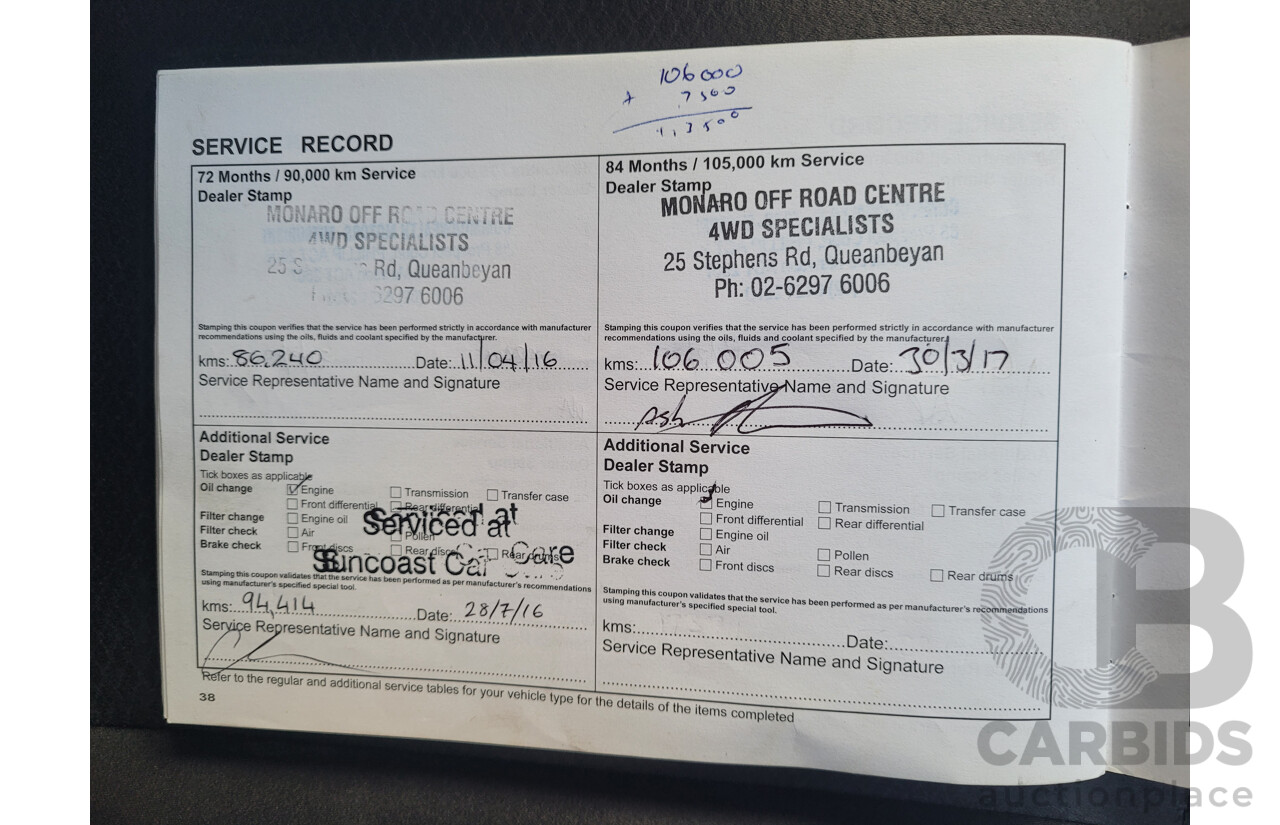 106000
+ 7500
SERVICE RECORD
72 Months / 90,000 km Service
Dealer Stamp
MONARO OFF ROAD CENTRE
4WD SPECIALISTS
25 S Rd, Queanbeyan
6297 6006
Stamping this coupon verifies that the service has been performed strictly in accordance with manufacturer
recommendations using the oils, fluids and coolant specified by the manufacturer.
kms: 86,240 Date: 11/04/16
Service Representative Name and Signature
84 Months / 105,000 km Service
Dealer Stamp
MONARO OFF ROAD CENTRE
4WD SPECIALISTS
25 Stephens Rd, Queanbeyan
Ph: 02-6297 6006
Stamping this coupon verifies that the service has been performed strictly in accordance with manufacturer
recommendations using the oils, fluids and coolant specified by the manufacturer.
kms: 106 005 Date: 30/3/17
Service Representative Name and Signature
Ash
Additional Service
Dealer Stamp
Tick boxes as applicable
Oil change Engine Transmission Transfer case
Front differential Rear differential
Filter change Engine oil
Filter check Air Pollen
Brake check Front discs Rear discs Rear drums
Serviced at
Suncoast Car Care
Stamping this coupon validates that the service has been performed as per manufacturer's recommendations
using manufacturer's specified special tool.
kms: 94,414 Date: 28/7/16
Service Representative Name and Signature
Additional Service
Dealer Stamp
Tick boxes as applicable
Oil change Engine Transmission Transfer case
Front differential Rear differential
Filter change Engine oil
Filter check Air Pollen
Brake check Front discs Rear discs Rear drums
Stamping this coupon validates that the service has been performed as per manufacturer's recommendations
using manufacturer's specified special tool.
kms: Date:
Service Representative Name and Signature
Refer to the regular and additional service tables for your vehicle type for the details of the items completed
38
CB
CARBIDS
auctionplace